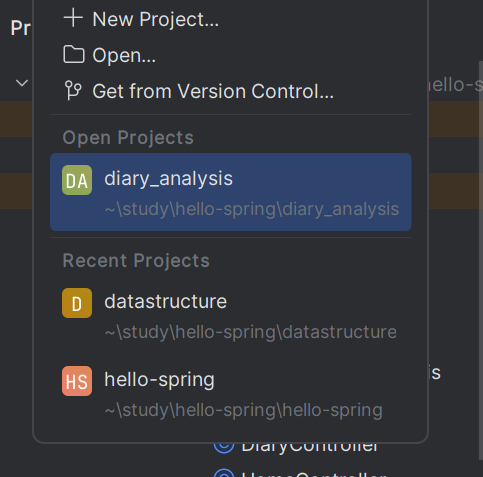 Pr
New Project...
Open...
Get from Version Control...
hello-s
Open Projects
DA diary_analysis
~\study\hello-spring\diary_analysis
Recent Projects
D datastructure
~\study\hello-spring\datastructure
HS hello-spring
is
~\study\hello-spring\hello-spring
C DiaryController
C HomeController